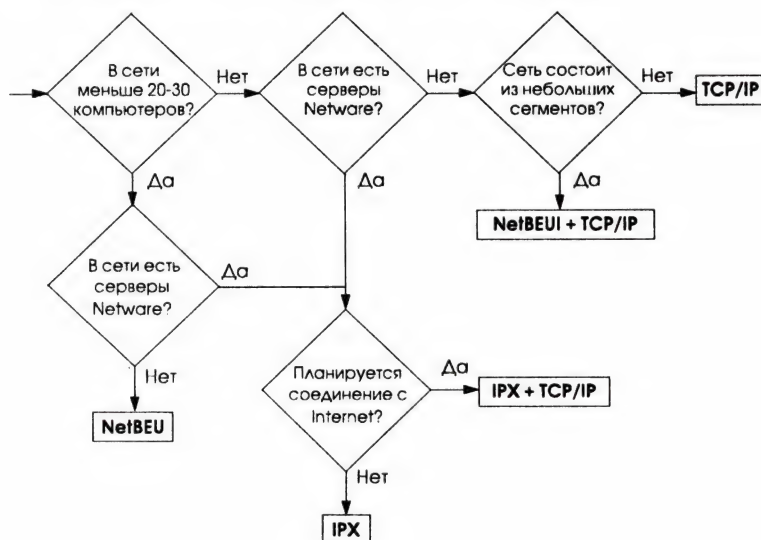 В сети
меньше 20-30
компьютеров?
Нет
В сети есть
серверы
Netware?
Нет
Сеть состоит
из небольших
сегментов?
Нет
TCP/IP
Да
Да
Да
NetBEUI + TCP/IP
В сети есть
серверы
Netware?
Да
Нет
NetBEU
Планируется
соединение с
Internet?
Да
IPX + TCP/IP
Нет
IPX